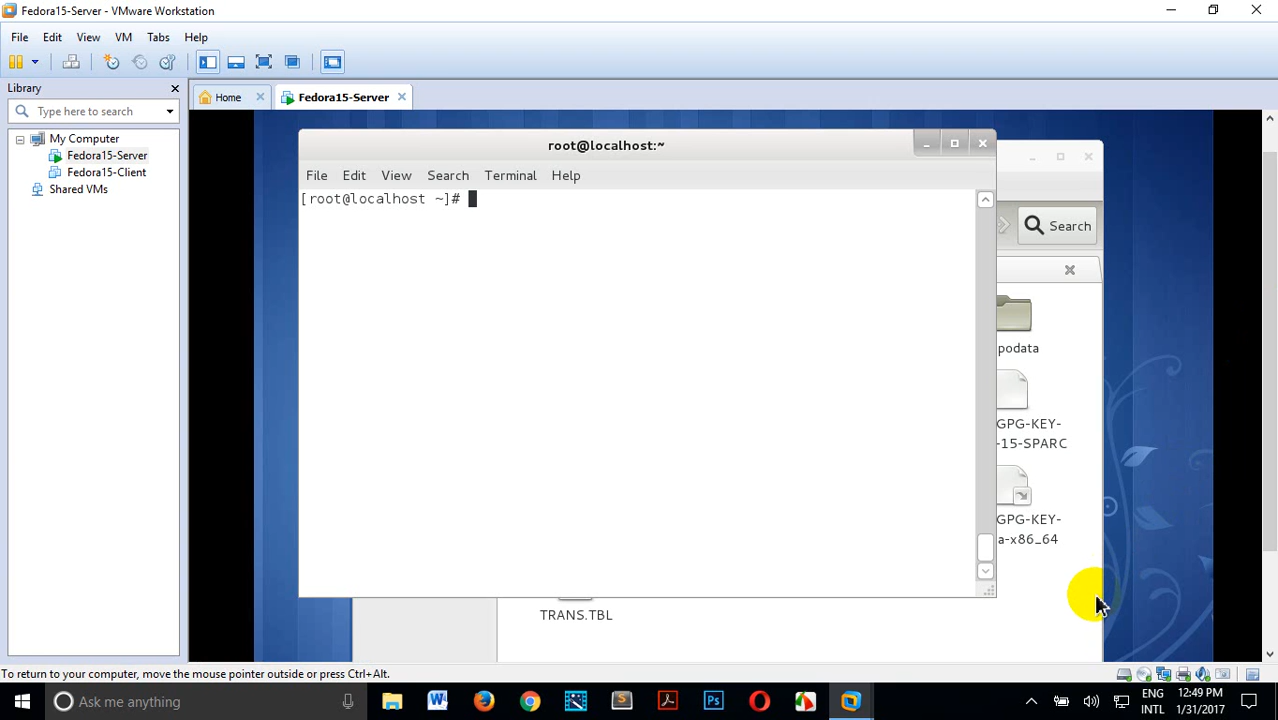 Fedora15-Server - VMware Workstation
File Edit View VM Tabs Help
Library
Type here to search
My Computer
Fedora15-Server
Fedora15-Client
Shared VMs
Home
Fedora15-Server
root@localhost:~
File Edit View Search Terminal Help
[root@localhost ~]#
Search
podata
GPG-KEY-
-15-SPARC
GPG-KEY-
a-x86_64
TRANS.TBL
To return to your computer, move the mouse pointer outside or press Ctrl+Alt.
Ask me anything
ENG
INTL
12:49 PM
1/31/2017